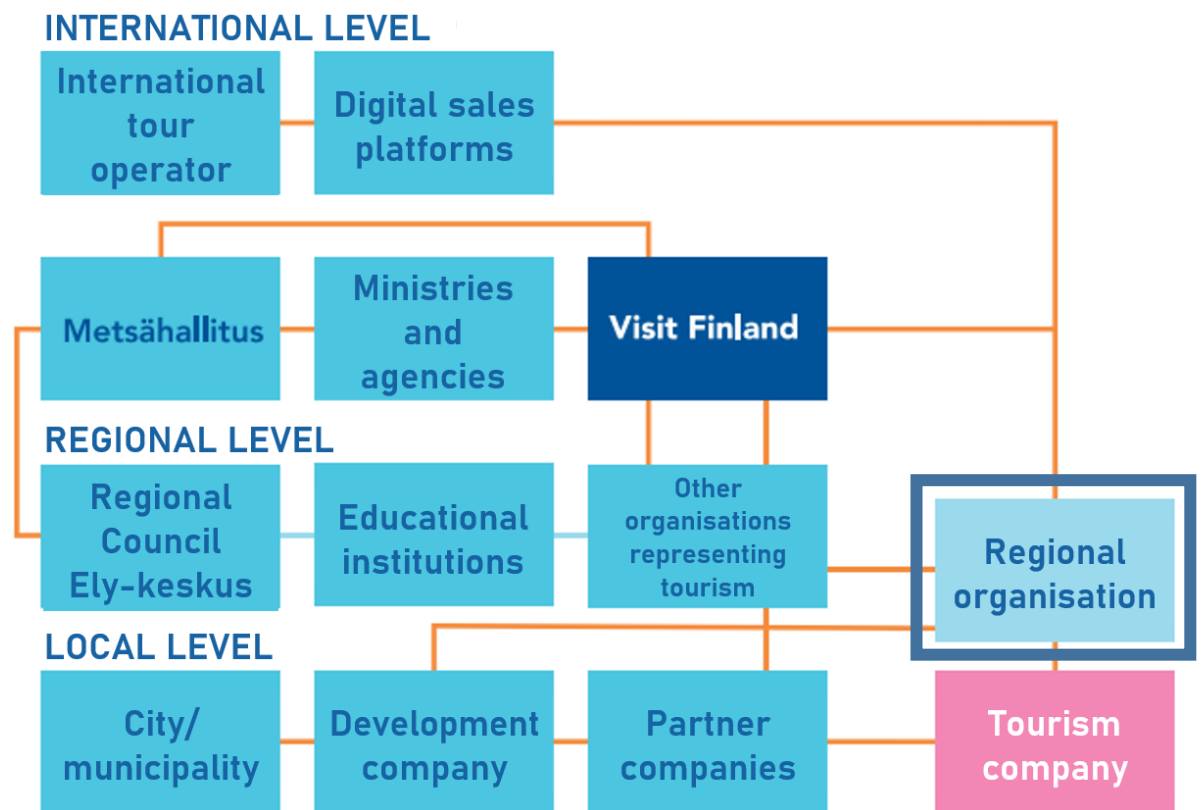 INTERNATIONAL LEVEL
International
tour
operator
Digital sales
platforms
Metsähallitus
Ministries
and
agencies
Visit Finland
REGIONAL LEVEL
Regional
Council
Ely-keskus
Educational
institutions
Other
organisations
representing
tourism
Regional
organisation
LOCAL LEVEL
City/
municipality
Development
company
Partner
companies
Tourism
company